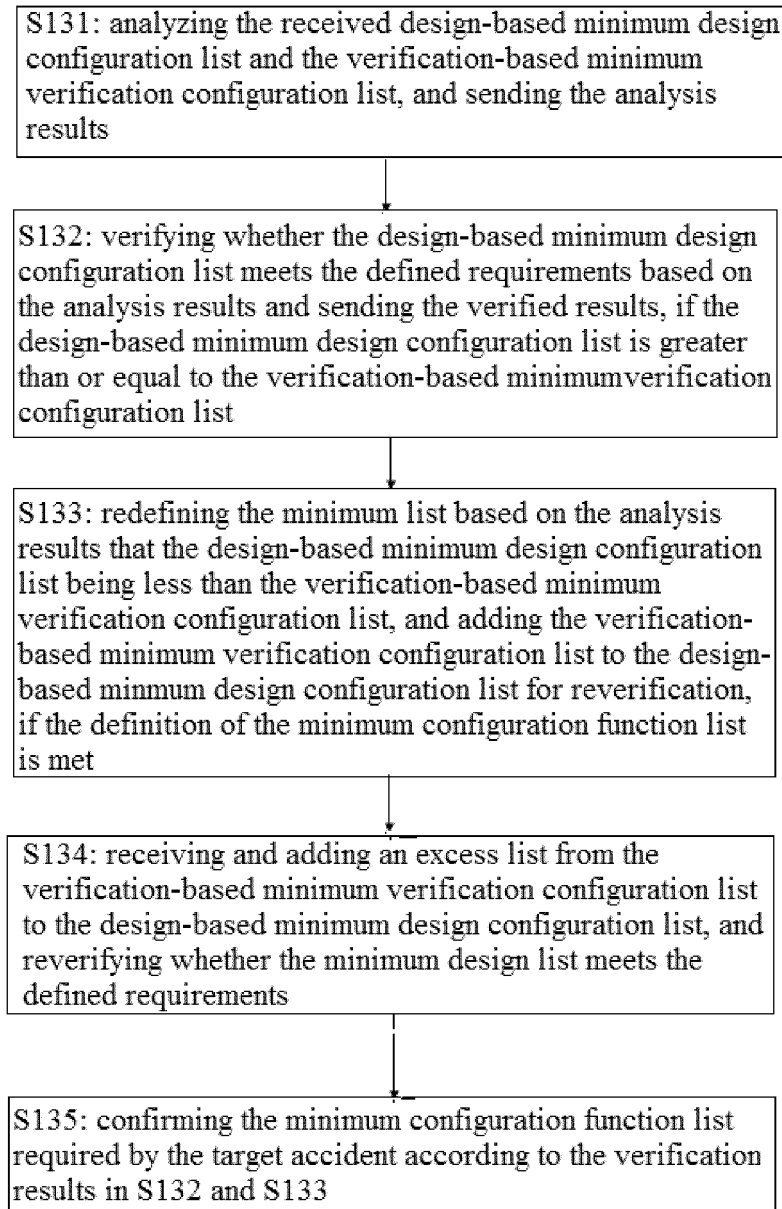 S131: analyzing the received design-based minimum design
configuration list and the verification-based minimum
verification configuration list, and sending the analysis
results
S132: verifying whether the design-based minimum design
configuration list meets the defined requirements based on
the analysis results and sending the verified results, if the
design-based minimum design configuration list is greater
than or equal to the verification-based minimumverification
configuration list
S133: redefining the minimum list based on the analysis
results that the design-based minimum design configuration
list being less than the verification-based minimum
verification configuration list, and adding the verification-
based minimum verification configuration list to the design-
based minmum design configuration list for reverification,
if the definition of the minimum configuration function list
is met
S134: receiving and adding an excess list from the
verification-based minimum verification configuration list
to the design-based minimum design configuration list, and
reverifying whether the minimum design list meets the
defined requirements
S135: confirming the minimum configuration function list
required by the target accident according to the verification
results in S132 and S133